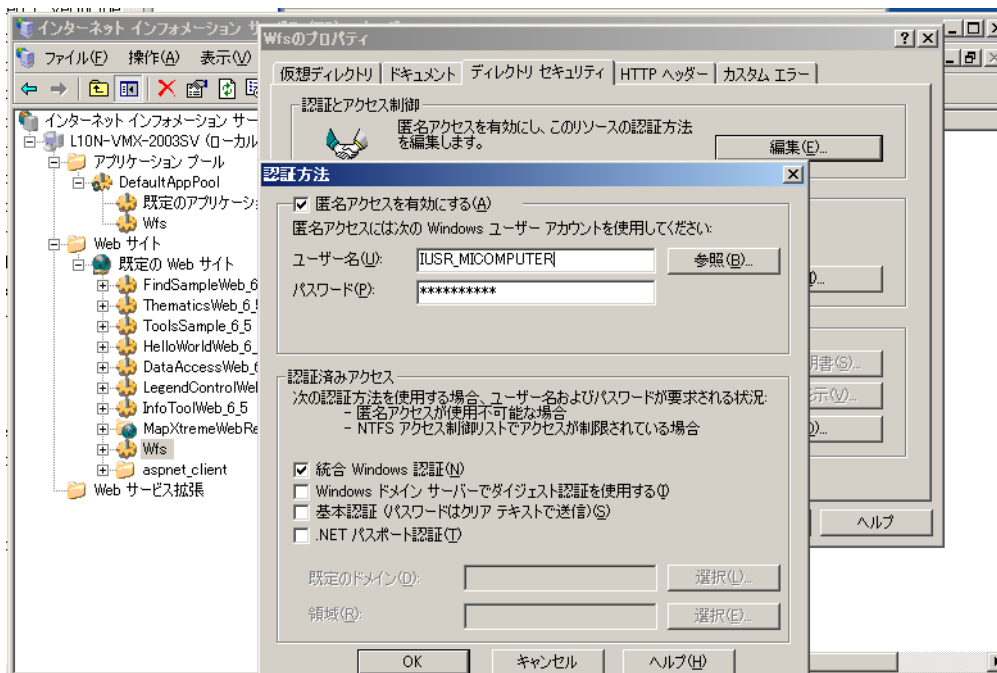 インターネット インフォメーション
ファイル(F) 操作(A) 表示(V)
インターネット インフォメーション サー
L10N-VMX-2003SV (ローカル
アプリケーション プール
DefaultAppPool
既定のアプリケーシ
Wfs
Web サイト
既定の Web サイト
FindSampleWeb_6
ThematicsWeb_6_
ToolsSample_6_5
HelloWorldWeb_6_
DataAccessWeb_
LegendControlWel
InfoToolWeb_6_5
MapXtremeWebRe
Wfs
aspnet_client
Web サービス拡張
Wfsのプロパティ
仮想ディレクトリ ドキュメント ディレクトリ セキュリティ HTTP ヘッダー カスタム エラー
認証とアクセス制御
匿名アクセスを有効にし、このリソースの認証方法
を編集します。
編集(E)...
明書(S)...
示(V)...
ヘルプ
認証方法
匿名アクセスを有効にする(A)
匿名アクセスには次の Windows ユーザー アカウントを使用してください:
ユーザー名(U): IUSR_MICOMPUTER 参照(B)...
パスワード(P): **********
認証済みアクセス
次の認証方法を使用する場合、ユーザー名およびパスワードが要求される状況:
- 匿名アクセスが使用不可能な場合
- NTFS アクセス制御リストでアクセスが制限されている場合
統合 Windows 認証(N)
Windows ドメイン サーバーでダイジェスト認証を使用する(I)
基本認証 (パスワードはクリア テキストで送信)(S)
.NET パスポート認証(T)
既定のドメイン(D): 選択(L)...
領域(R): 選択(E)...
OK キャンセル ヘルプ(H)